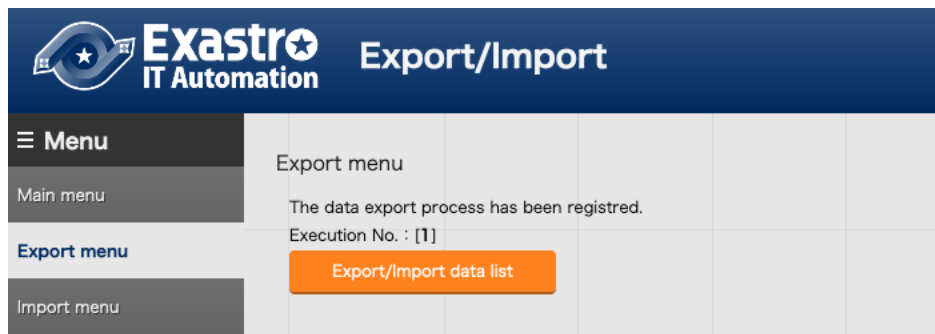 Exastro
IT Automation
Export/Import
☰ Menu
Main menu
Export menu
Import menu
Export menu
The data export process has been registred.
Execution No. : [1]
Export/Import data list